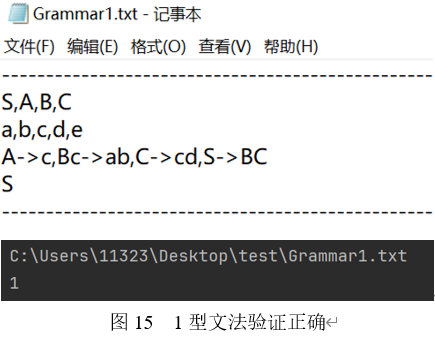 Grammar1.txt - 记事本
文件(F) 编辑(E) 格式(O) 查看(V) 帮助(H)
------------------------------------------------
S,A,B,C
a,b,c,d,e
A->c,Bc->ab,C->cd,S->BC
S
------------------------------------------------
C:\Users\11323\Desktop\test\Grammar1.txt
1
图 15 1 型文法验证正确↵